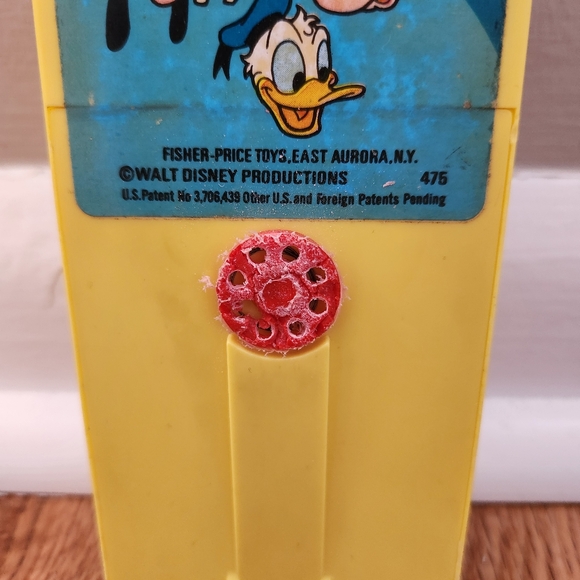 FISHER-PRICE TOYS, EAST AURORA, N.Y.
©WALT DISNEY PRODUCTIONS 475
U.S. Patent No 3,706,439 Other U.S. and Foreign Patents Pending